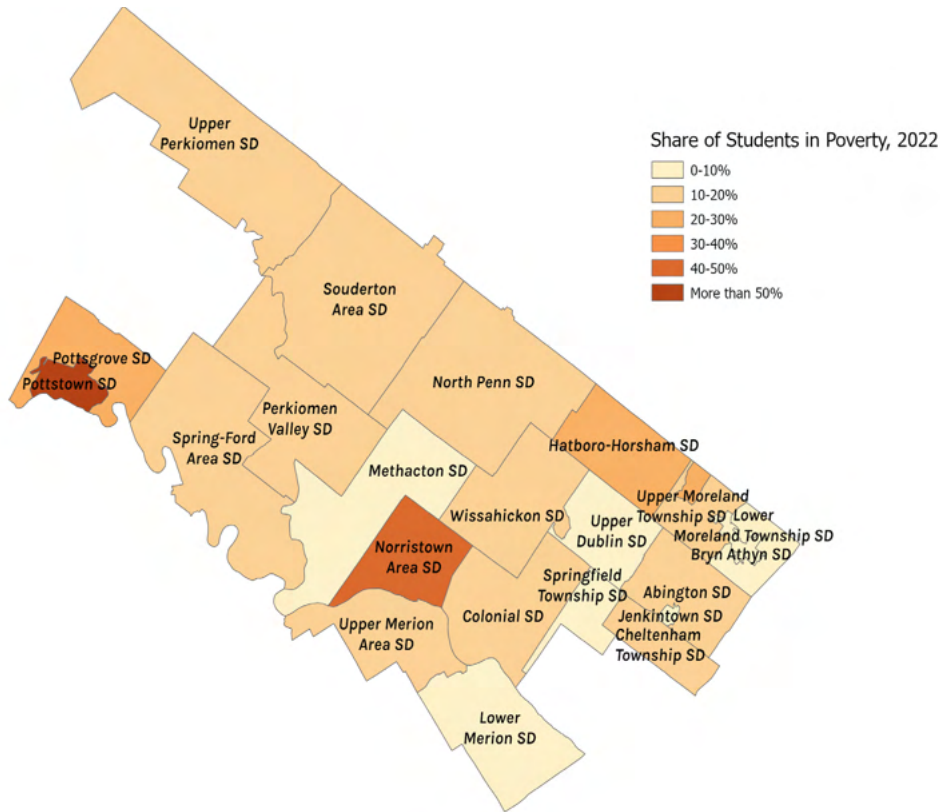 Upper
Perkiomen SD
Share of Students in Poverty, 2022
0-10%
10-20%
20-30%
30-40%
40-50%
More than 50%
Souderton
Area SD
Pottsgrove SD
Pottstown SD
North Penn SD
Perkiomen
Valley SD
Spring-Ford
Area SD
Hatboro-Horsham SD
Methacton SD
Upper Moreland
Township SD
Lower
Moreland Township SD
Bryn Athyn SD
Wissahickon SD
Upper
Dublin SD
Norristown
Area SD
Springfield
Township SD
Abington SD
Jenkintown SD
Cheltenham
Township SD
Colonial SD
Upper Merion
Area SD
Lower
Merion SD